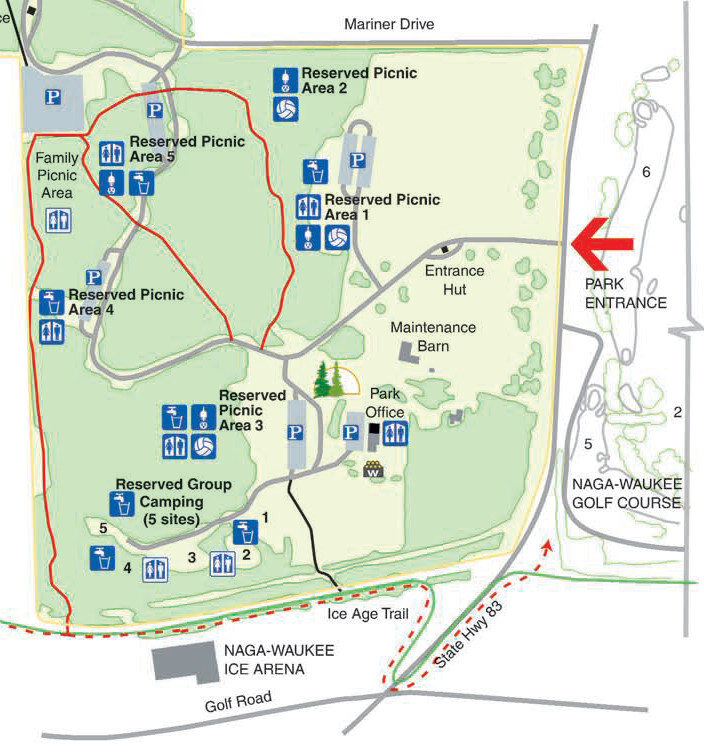 ce
Mariner Drive
Reserved Picnic
Area 2
P
P
Reserved Picnic
Area 5
Family
Picnic
Area
P
Reserved Picnic
Area 1
6
Entrance
Hut
PARK
ENTRANCE
P
Reserved Picnic
Area 4
Maintenance
Barn
Reserved
Picnic
Area 3
P
Park
Office
P
W
2
5
NAGA-WAUKEE
GOLF COURSE
Reserved Group
Camping
(5 sites)
1
5
2
3
4
Ice Age Trail
State Hwy 83
NAGA-WAUKEE
ICE ARENA
Golf Road